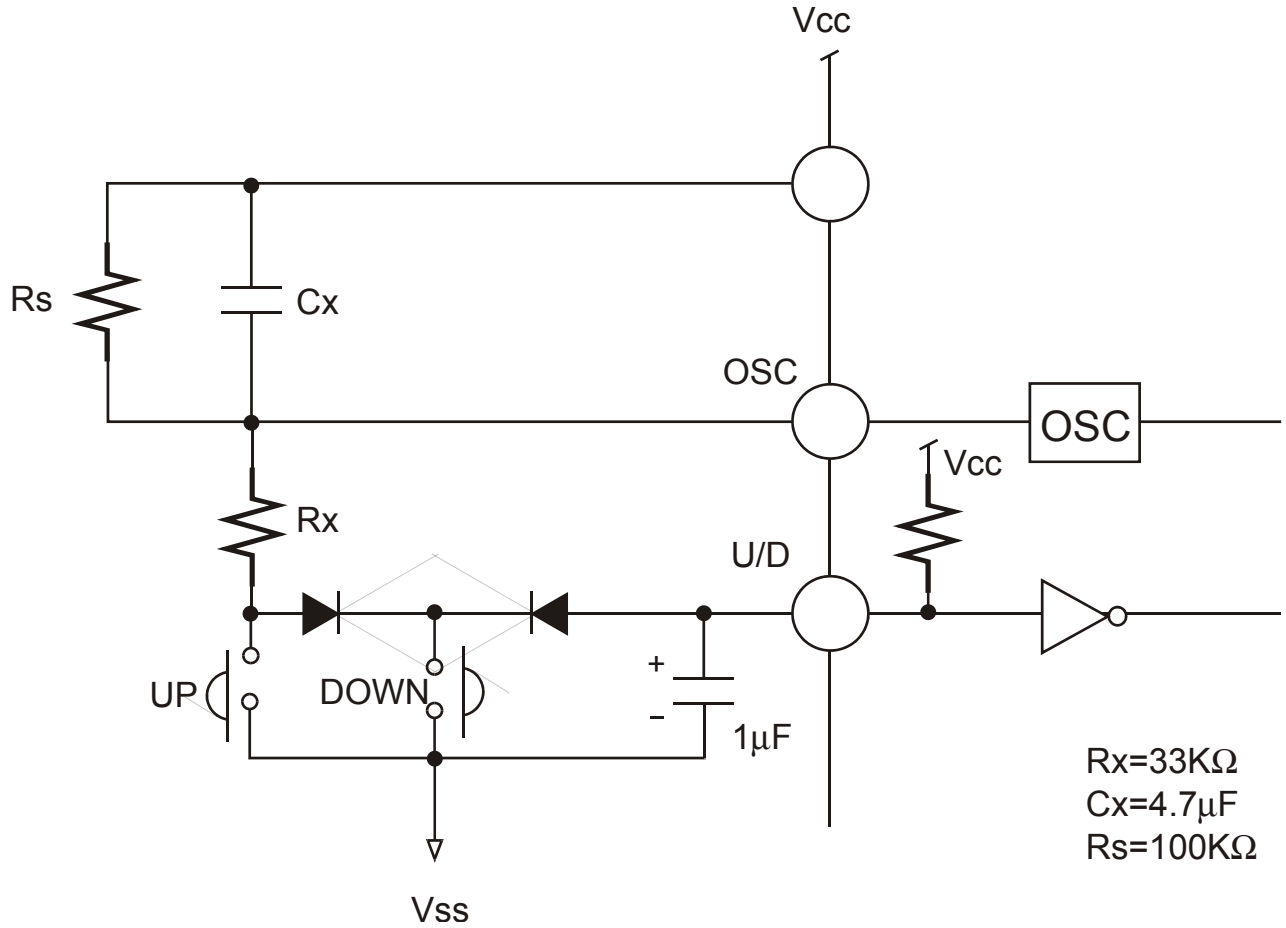 Vcc
Rs
Cx
OSC
OSC
Vcc
Rx
U/D
UP
DOWN
+
−
1μF
Rx=33KΩ
Cx=4.7μF
Rs=100KΩ
Vss